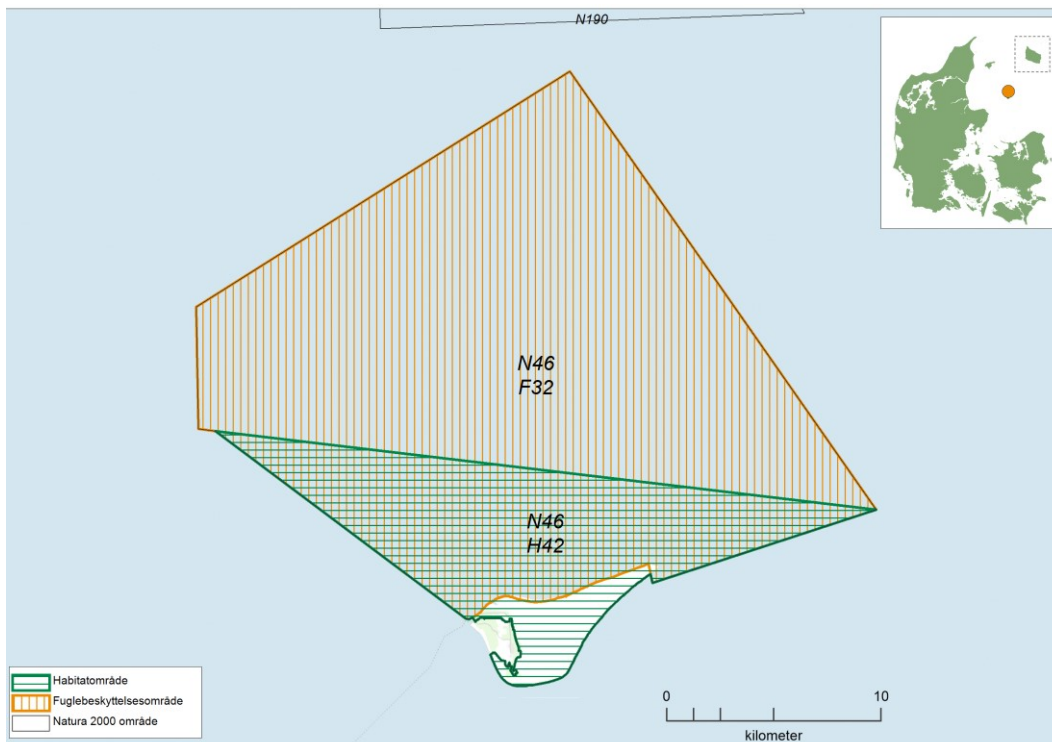 N190
N46
F32
N46
H42
Habitatområde
Fuglebeskyttelsesområde
Natura 2000 område
0 10
kilometer